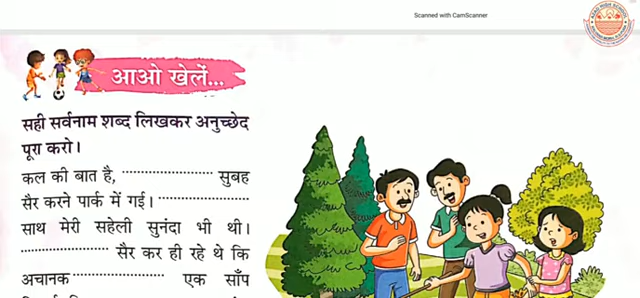 Scanned with CamScanner
आओ खेलें...
सही सर्वनाम शब्द लिखकर अनुच्छेद
पूरा करो।
कल की बात है, .................... सुबह
सैर करने पार्क में गई। ....................
साथ मेरी सहेली सुनंदा भी थी।
.................... सैर कर ही रहे थे कि
अचानक .................... एक साँप